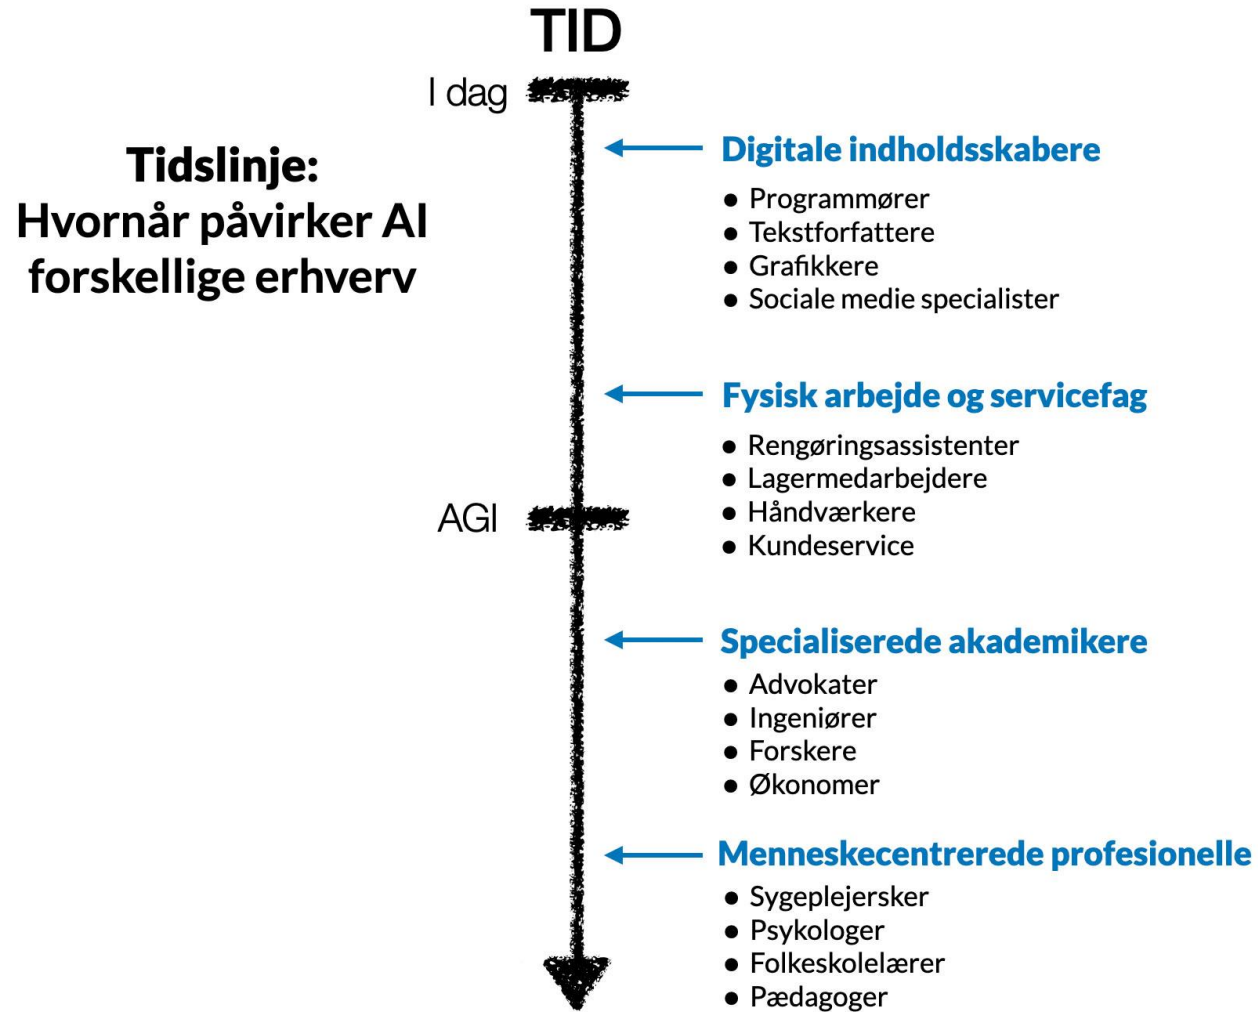 TID
I dag
Tidslinje:
Hvornår påvirker AI
forskellige erhverv
Digitale indholdsskabere
• Programmører
• Tekstforfattere
• Grafikkere
• Sociale medie specialister
Fysisk arbejde og servicefag
• Rengøringsassistenter
• Lagermedarbejdere
• Håndværkere
• Kundeservice
AGI
Specialiserede akademikere
• Advokater
• Ingeniører
• Forskere
• Økonomer
Menneskecentrerede profesionelle
• Sygeplejersker
• Psykologer
• Folkeskolelærer
• Pædagoger